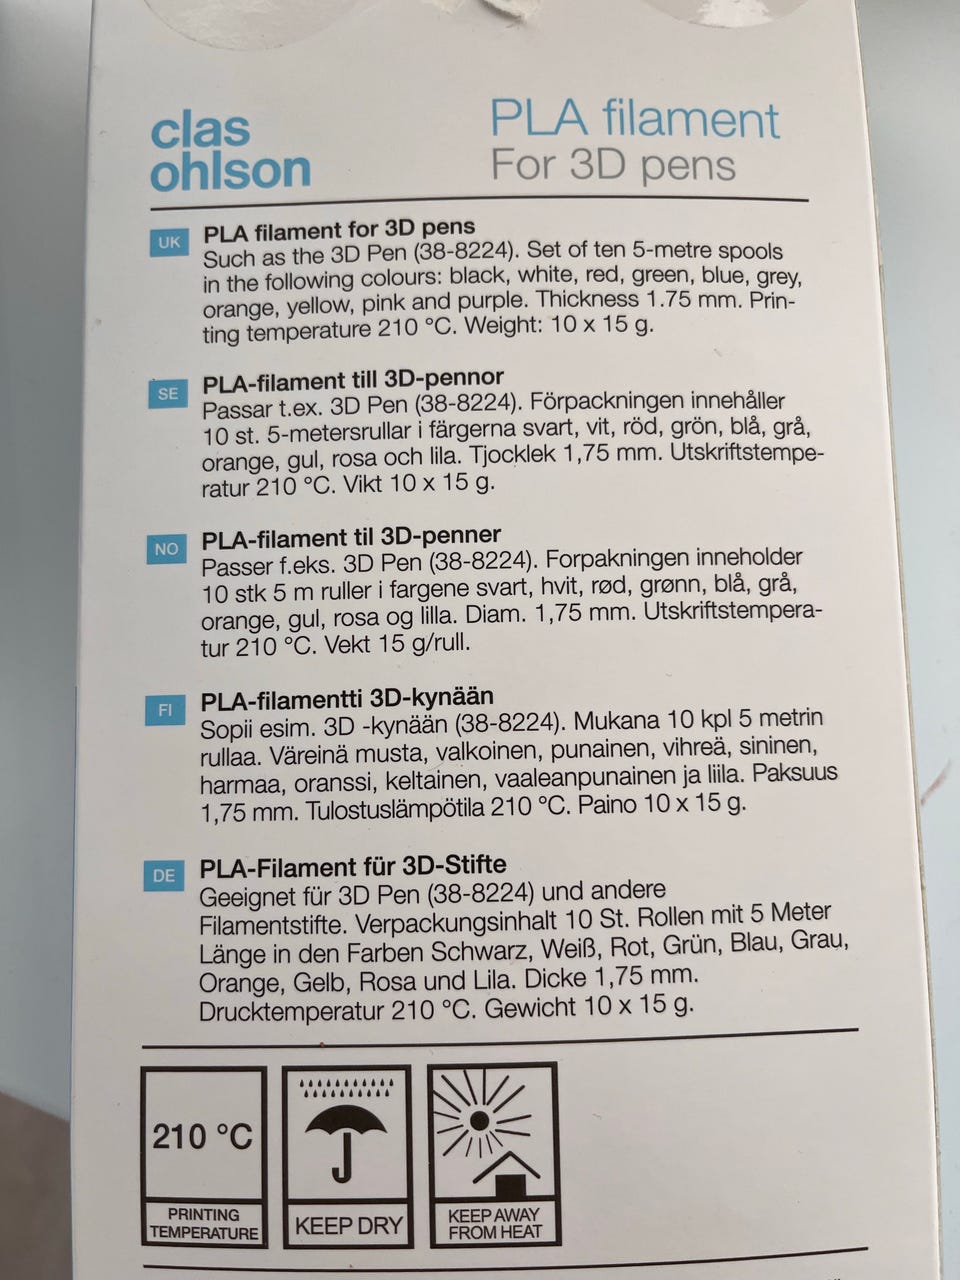 clas
ohlson
PLA filament
For 3D pens
UK
PLA filament for 3D pens
Such as the 3D Pen (38-8224). Set of ten 5-metre spools
in the following colours: black, white, red, green, blue, grey,
orange, yellow, pink and purple. Thickness 1.75 mm. Prin-
ting temperature 210 °C. Weight: 10 x 15 g.
SE
PLA-filament till 3D-pennor
Passar t.ex. 3D Pen (38-8224). Förpackningen innehåller
10 st. 5-metersrullar i färgerna svart, vit, röd, grön, blå, grå,
orange, gul, rosa och lila. Tjocklek 1,75 mm. Utskriftstempe-
ratur 210 °C. Vikt 10 x 15 g.
NO
PLA-filament til 3D-penner
Passer f.eks. 3D Pen (38-8224). Forpakningen inneholder
10 stk 5 m ruller i fargene svart, hvit, rød, grønn, blå, grå,
orange, gul, rosa og lilla. Diam. 1,75 mm. Utskriftstempera-
tur 210 °C. Vekt 15 g/rull.
FI
PLA-filamentti 3D-kynään
Sopii esim. 3D -kynään (38-8224). Mukana 10 kpl 5 metrin
rullaa. Väreinä musta, valkoinen, punainen, vihreä, sininen,
harmaa, oranssi, keltainen, vaaleanpunainen ja liila. Paksuus
1,75 mm. Tulostuslämpötila 210 °C. Paino 10 x 15 g.
DE
PLA-Filament für 3D-Stifte
Geeignet für 3D Pen (38-8224) und andere
Filamentstifte. Verpackungsinhalt 10 St. Rollen mit 5 Meter
Länge in den Farben Schwarz, Weiß, Rot, Grün, Blau, Grau,
Orange, Gelb, Rosa und Lila. Dicke 1,75 mm.
Drucktemperatur 210 °C. Gewicht 10 x 15 g.
210 °C
PRINTING
TEMPERATURE
KEEP DRY
KEEP AWAY
FROM HEAT